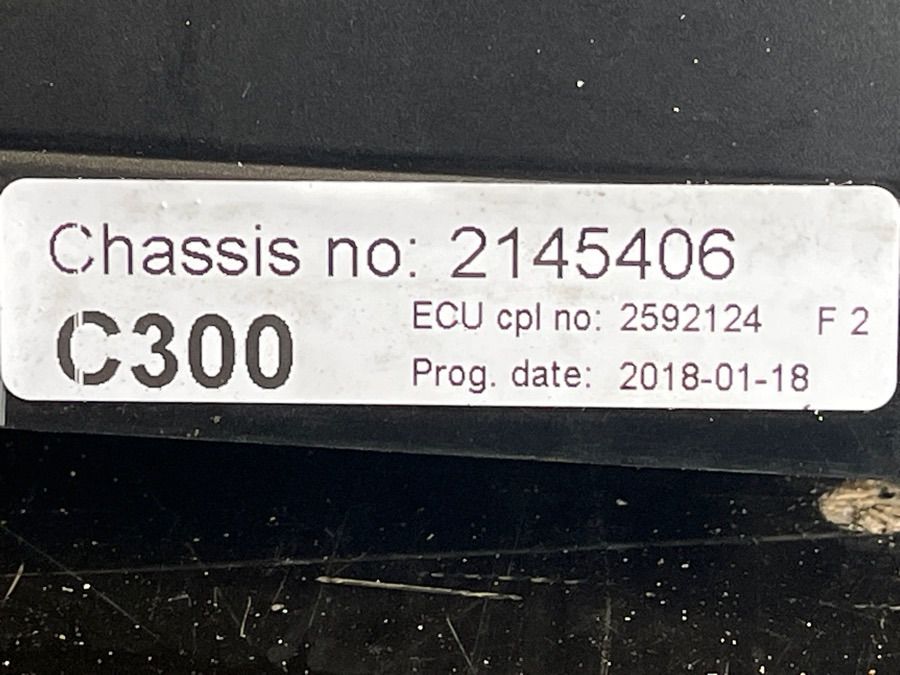 Chassis no: 2145406
C300
ECU cpl no: 2592124 F 2
Prog. date: 2018-01-18